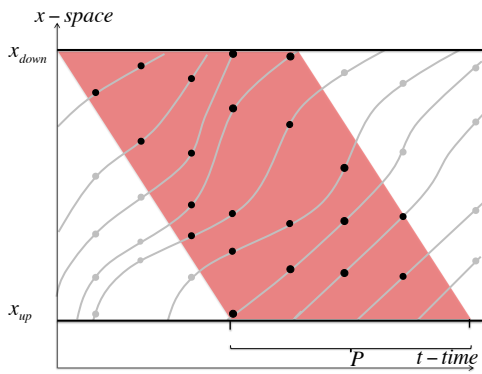 x – space
x_down
x_up
P
t – time